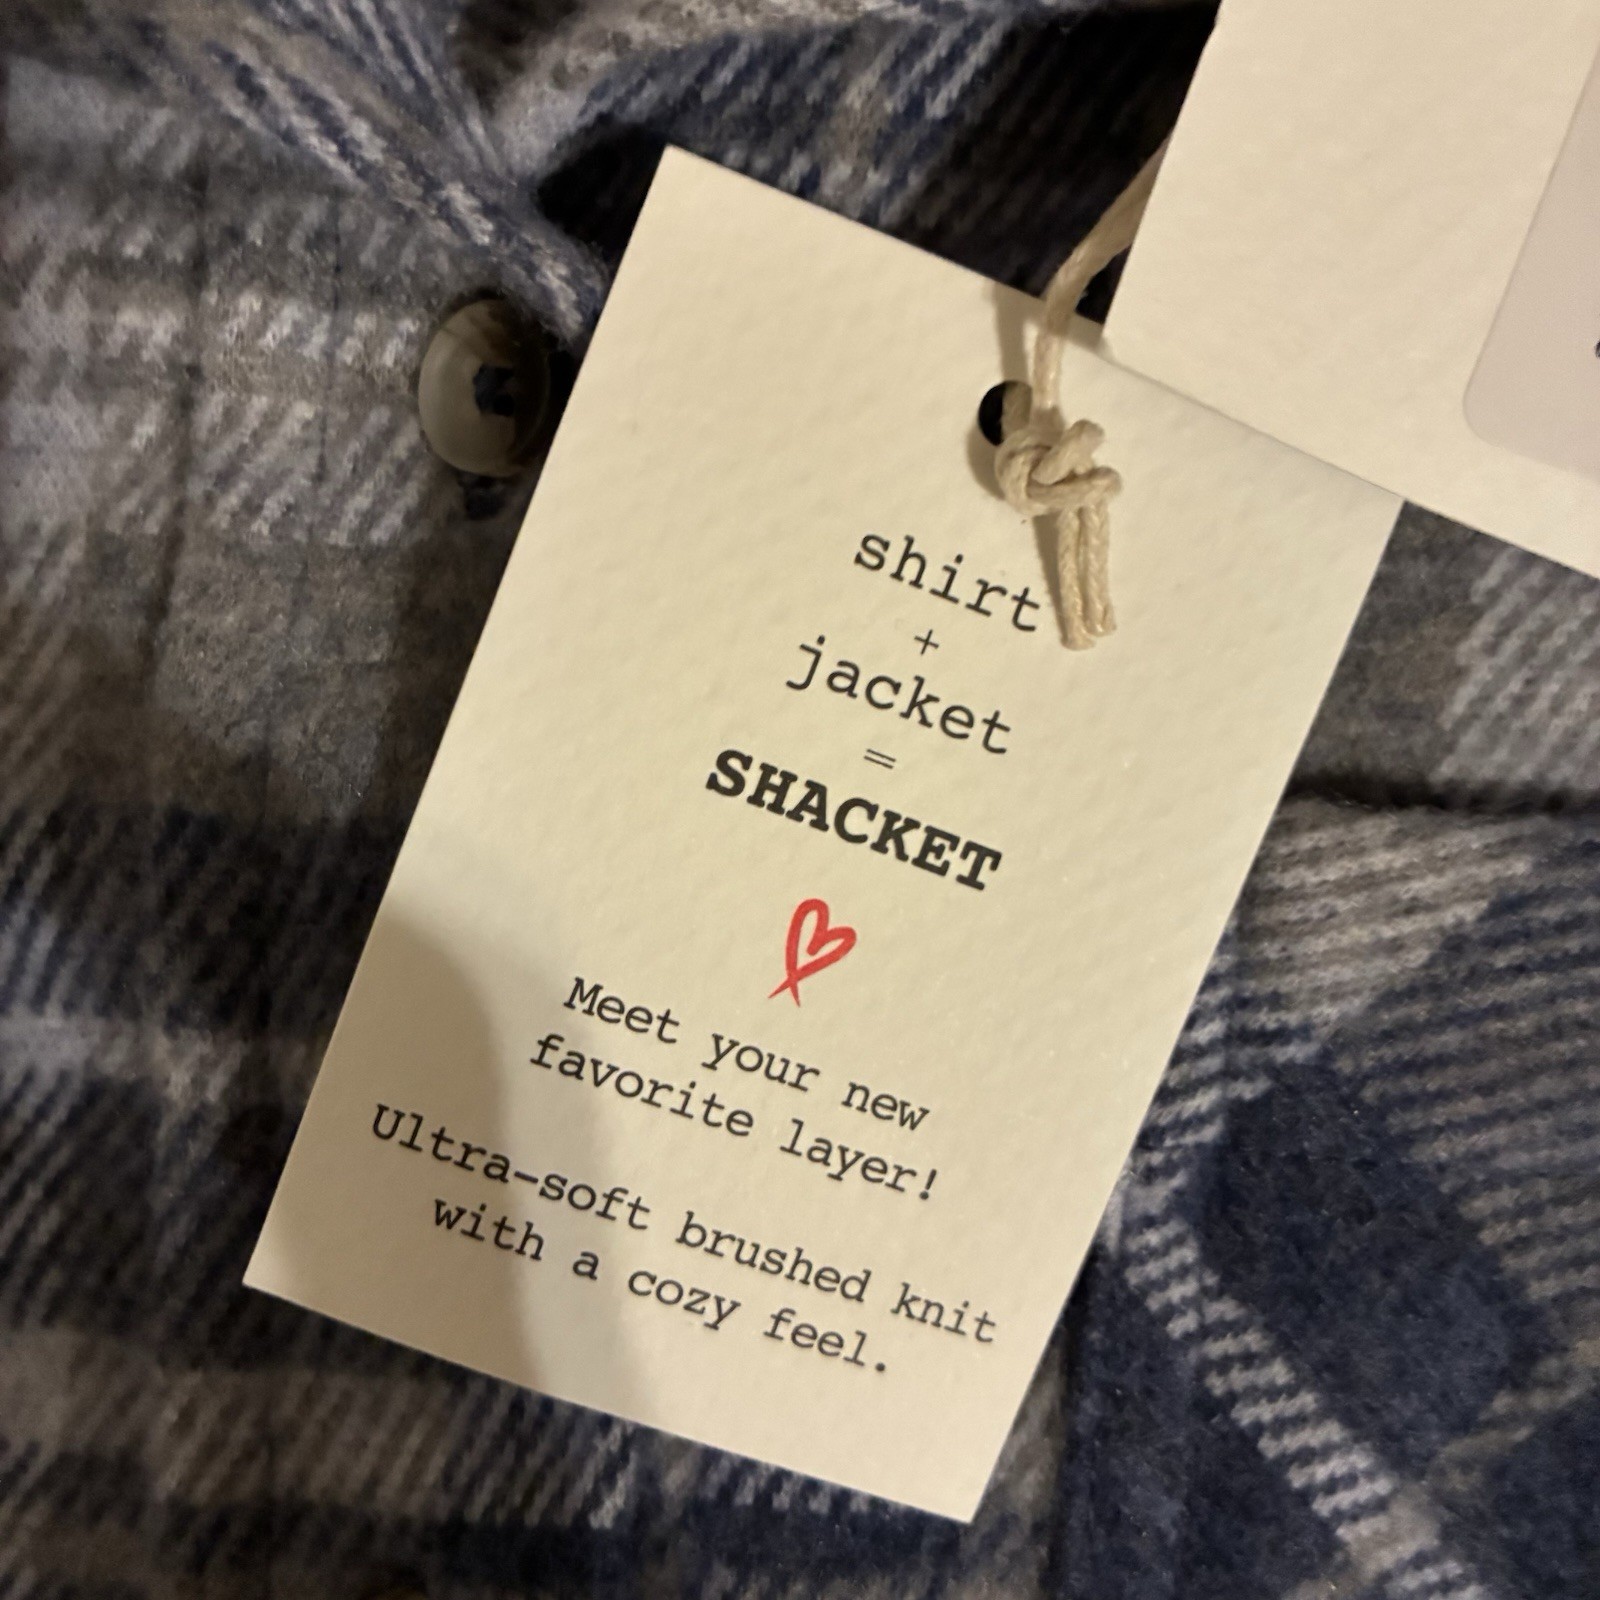 shirt
+
jacket
=
SHACKET
Meet your new
favorite layer!
Ultra-soft brushed knit
with a cozy feel.